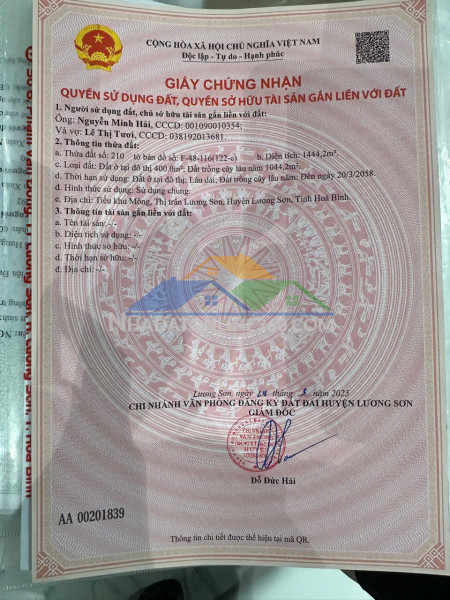 CỘNG HÒA XÃ HỘI CHỦ NGHĨA VIỆT NAM
Độc lập - Tự do - Hạnh phúc
GIẤY CHỨNG NHẬN
QUYỀN SỬ DỤNG ĐẤT, QUYỀN SỞ HỮU TÀI SẢN GẮN LIỀN VỚI ĐẤT
1. Người sử dụng đất, chủ sở hữu tài sản gắn liền với đất:
Ông: Nguyễn Minh Hải, CCCD: 001090010354;
Và vợ: Lê Thị Tươi, CCCD: 038192013681.
2. Thông tin thửa đất:
a. Thửa đất số: 210 tờ bản đồ số: F-48-116(122-c) b. Diện tích: 1444,2m².
c. Loại đất: Đất ở tại đô thị 400,0m²; Đất trồng cây lâu năm 1044,2m².
d. Thời hạn sử dụng: Đất ở tại đô thị: Lâu dài; Đất trồng cây lâu năm: Đến ngày 20/3/2058.
d. Hình thức sử dụng: Sử dụng chung.
e. Địa chỉ: Tiểu khu Mòng, Thị trấn Lương Sơn, Huyện Lương Sơn, Tỉnh Hoà Bình
3. Thông tin tài sản gắn liền với đất:
a. Tên tài sản: -/-
b. Diện tích sử dụng: -/-
c. Hình thức sở hữu: -/-
d. Thời hạn sở hữu: -/-
đ. Địa chỉ: -/-
Lương Sơn, ngày tháng năm 2025
CHI NHÁNH VĂN PHÒNG ĐĂNG KÝ ĐẤT ĐAI HUYỆN LƯƠNG SƠN
GIÁM ĐỐC
Đỗ Đức Hải
AA 00201839
Thông tin chi tiết được thể hiện tại mã QR.